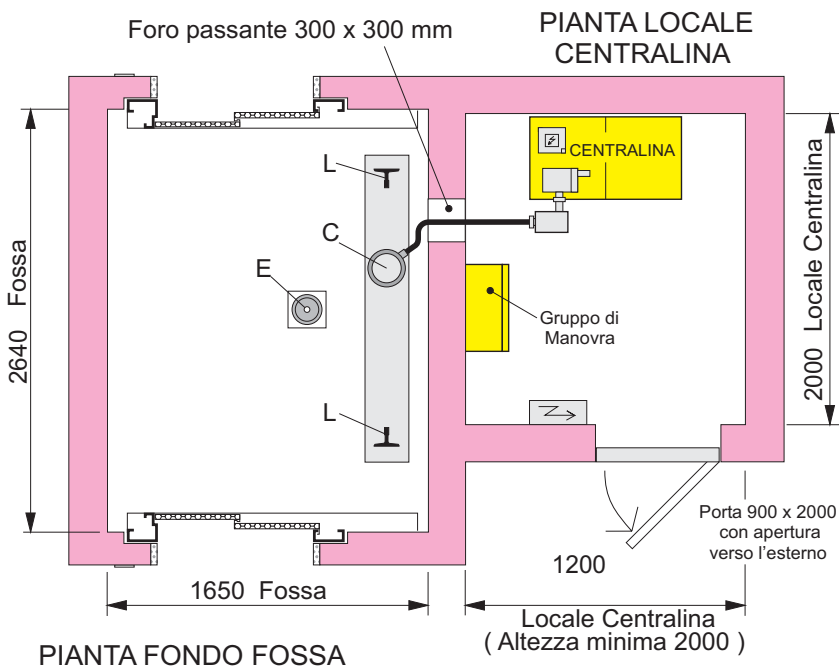 Foro passante 300 x 300 mm
PIANTA LOCALE
CENTRALINA
L
CENTRALINA
C
E
Gruppo di
Manovra
2640 Fossa
2000 Locale Centralina
L
Porta 900 x 2000
con apertura
verso l'esterno
1200
1650 Fossa
Locale Centralina
( Altezza minima 2000 )
PIANTA FONDO FOSSA